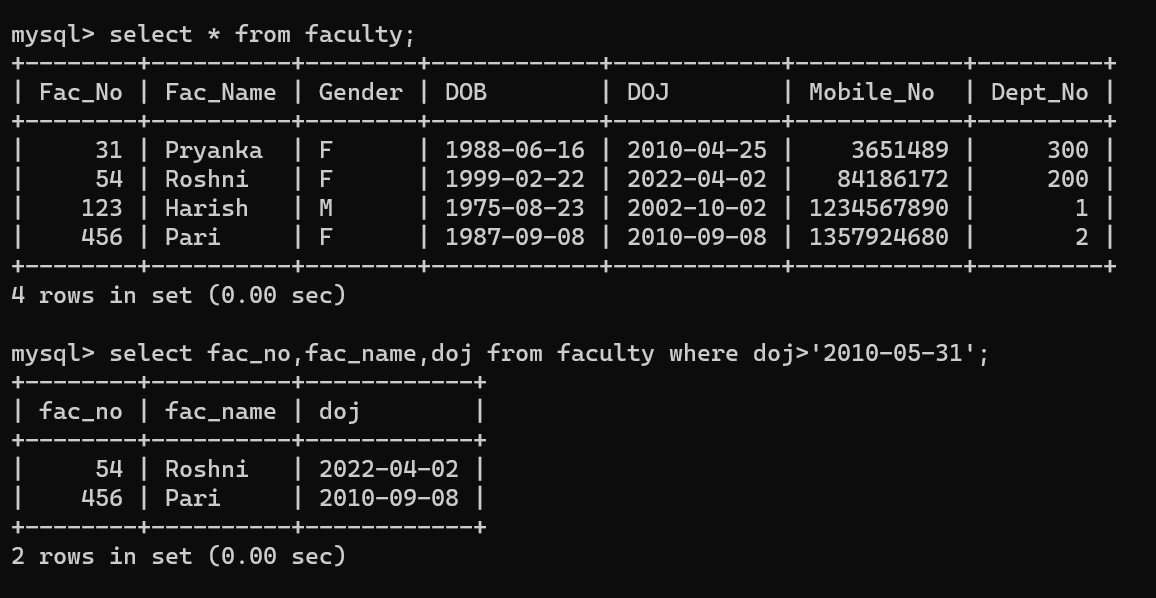 mysql> select * from faculty;
+--------+----------+--------+------------+------------+------------+---------+
| Fac_No | Fac_Name | Gender | DOB        | DOJ        | Mobile_No  | Dept_No |
+--------+----------+--------+------------+------------+------------+---------+
|     31 | Pryanka  | F      | 1988-06-16 | 2010-04-25 |    3651489 |     300 |
|     54 | Roshni   | F      | 1999-02-22 | 2022-04-02 |   84186172 |     200 |
|    123 | Harish   | M      | 1975-08-23 | 2002-10-02 | 1234567890 |       1 |
|    456 | Pari     | F      | 1987-09-08 | 2010-09-08 | 1357924680 |       2 |
+--------+----------+--------+------------+------------+------------+---------+
4 rows in set (0.00 sec)

mysql> select fac_no,fac_name,doj from faculty where doj>'2010-05-31';
+--------+----------+------------+
| fac_no | fac_name | doj        |
+--------+----------+------------+
|     54 | Roshni   | 2022-04-02 |
|    456 | Pari     | 2010-09-08 |
+--------+----------+------------+
2 rows in set (0.00 sec)